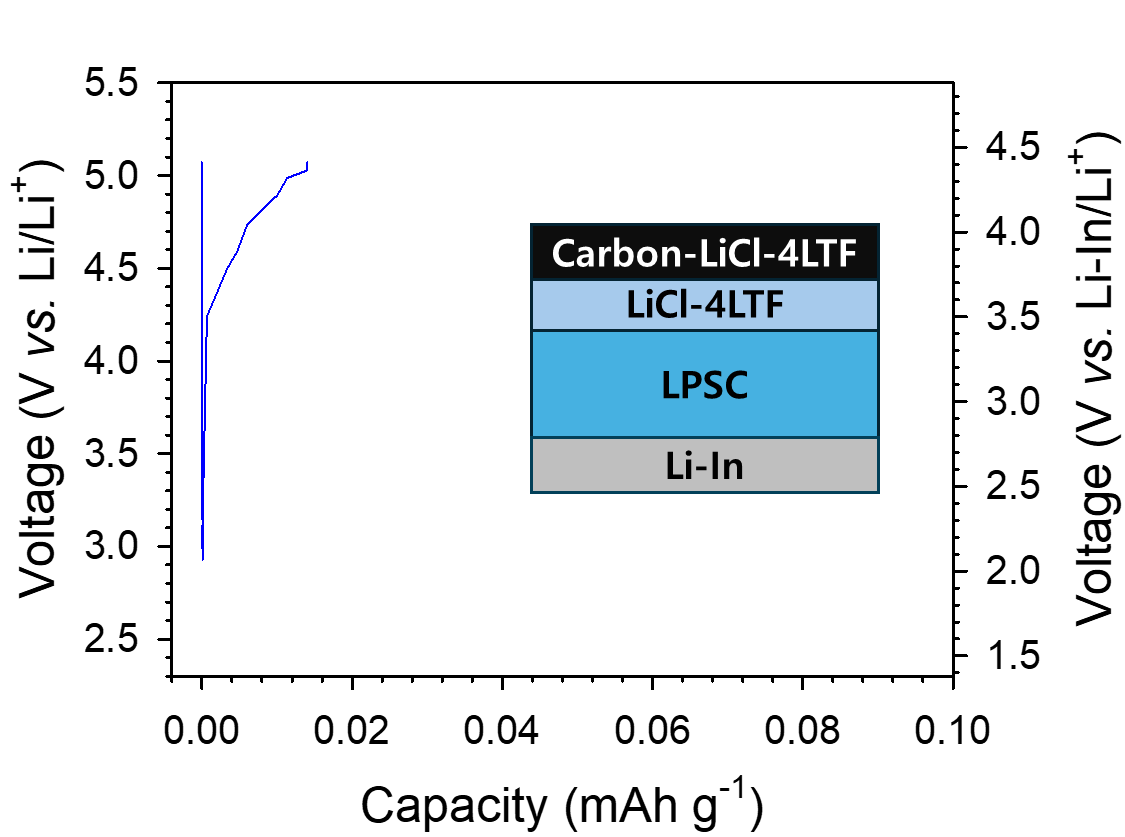 5.5
5.0
4.5
4.0
3.5
3.0
2.5
Voltage (V vs. Li/Li⁺)
4.5
4.0
3.5
3.0
2.5
2.0
1.5
Voltage (V vs. Li-In/Li⁺)
Carbon-LiCl-4LTF
LiCl-4LTF
LPSC
Li-In
0.00 0.02 0.04 0.06 0.08 0.10
Capacity (mAh g⁻¹)